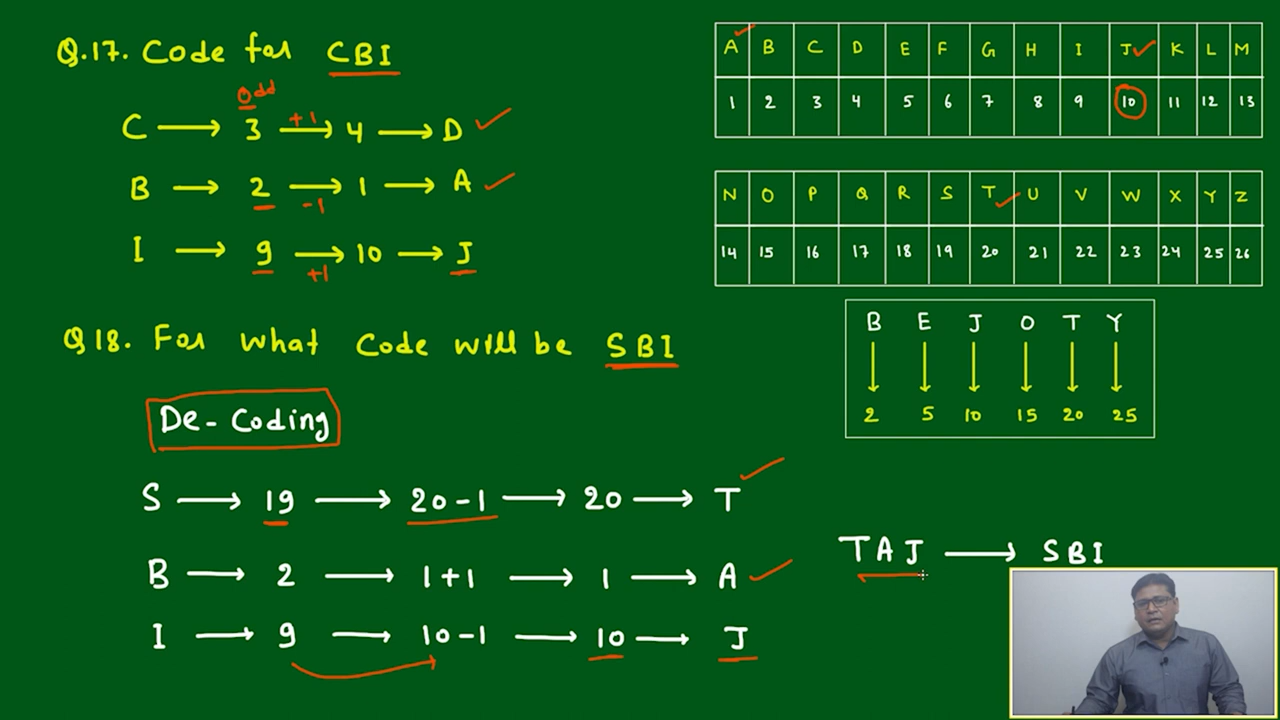 Q.17. Code for CBI
Odd
C → 3 +1→ 4 → D ✓
B → 2 -1→ 1 → A ✓
I → 9 +1→ 10 → J
Q18. For what code will be SBI
De-Coding
S → 19 → 20-1 → 20 → T ✓
B → 2 → 1+1 → 1 → A ✓
I → 9 → 10-1 → 10 → J
A ✓ B C D E F G H I J ✓ K L M
1 2 3 4 5 6 7 8 9 10 11 12 13
N O P Q R S T ✓ U V W X Y Z
14 15 16 17 18 19 20 21 22 23 24 25 26
B E J O T Y
↓ ↓ ↓ ↓ ↓ ↓
2 5 10 15 20 25
TAJ → SBI